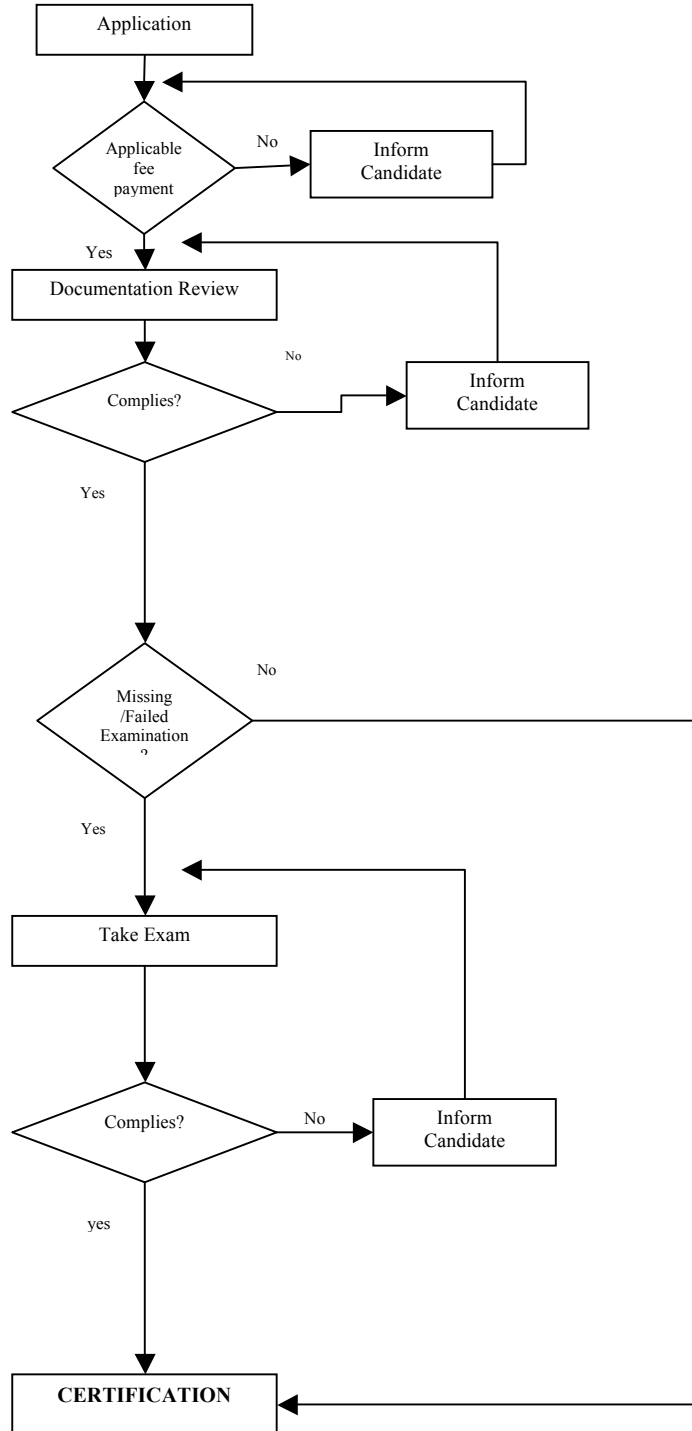 Application
Applicable
fee
payment
No
Inform
Candidate
Yes
Documentation Review
Complies?
No
Inform
Candidate
Yes
Missing
/Failed
Examination
?
No
Yes
Take Exam
Complies?
No
Inform
Candidate
yes
CERTIFICATION